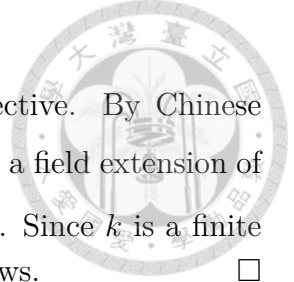 ective. By Chinese
a field extension of
. Since k is a finite
ws. □